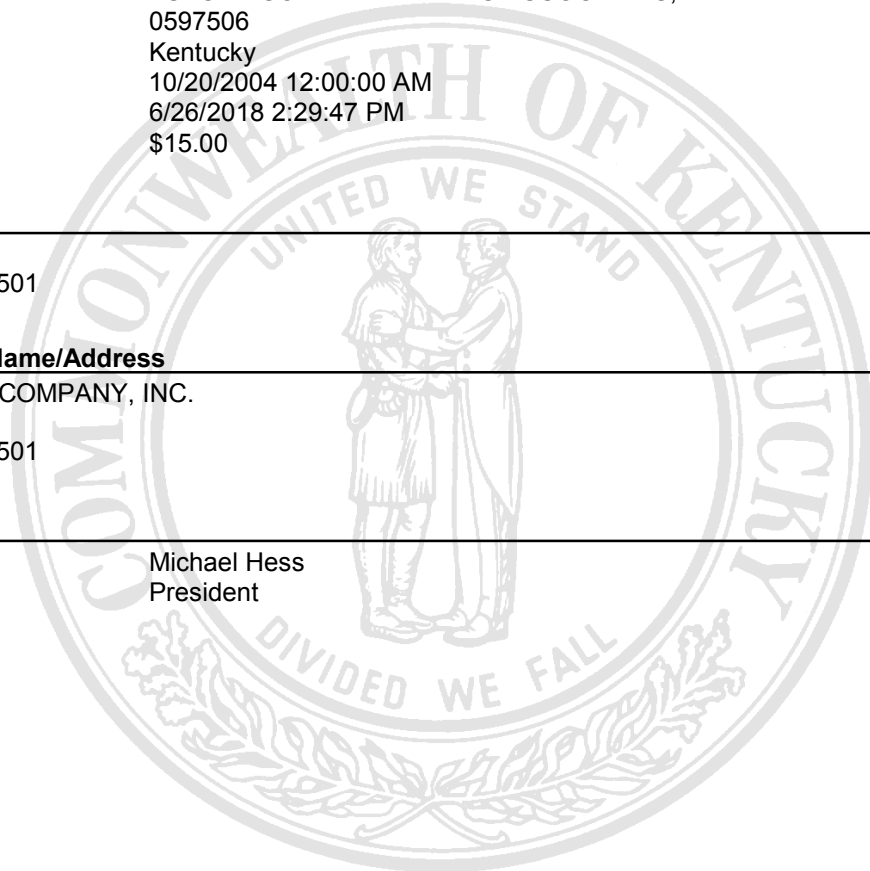 0597506
Kentucky
10/20/2004 12:00:00 AM
6/26/2018 2:29:47 PM
$15.00
COMMONWEALTH OF KENTUCKY
UNITED WE STAND
501
Name/Address
COMPANY, INC.
501
Michael Hess
President
DIVIDED WE FALL